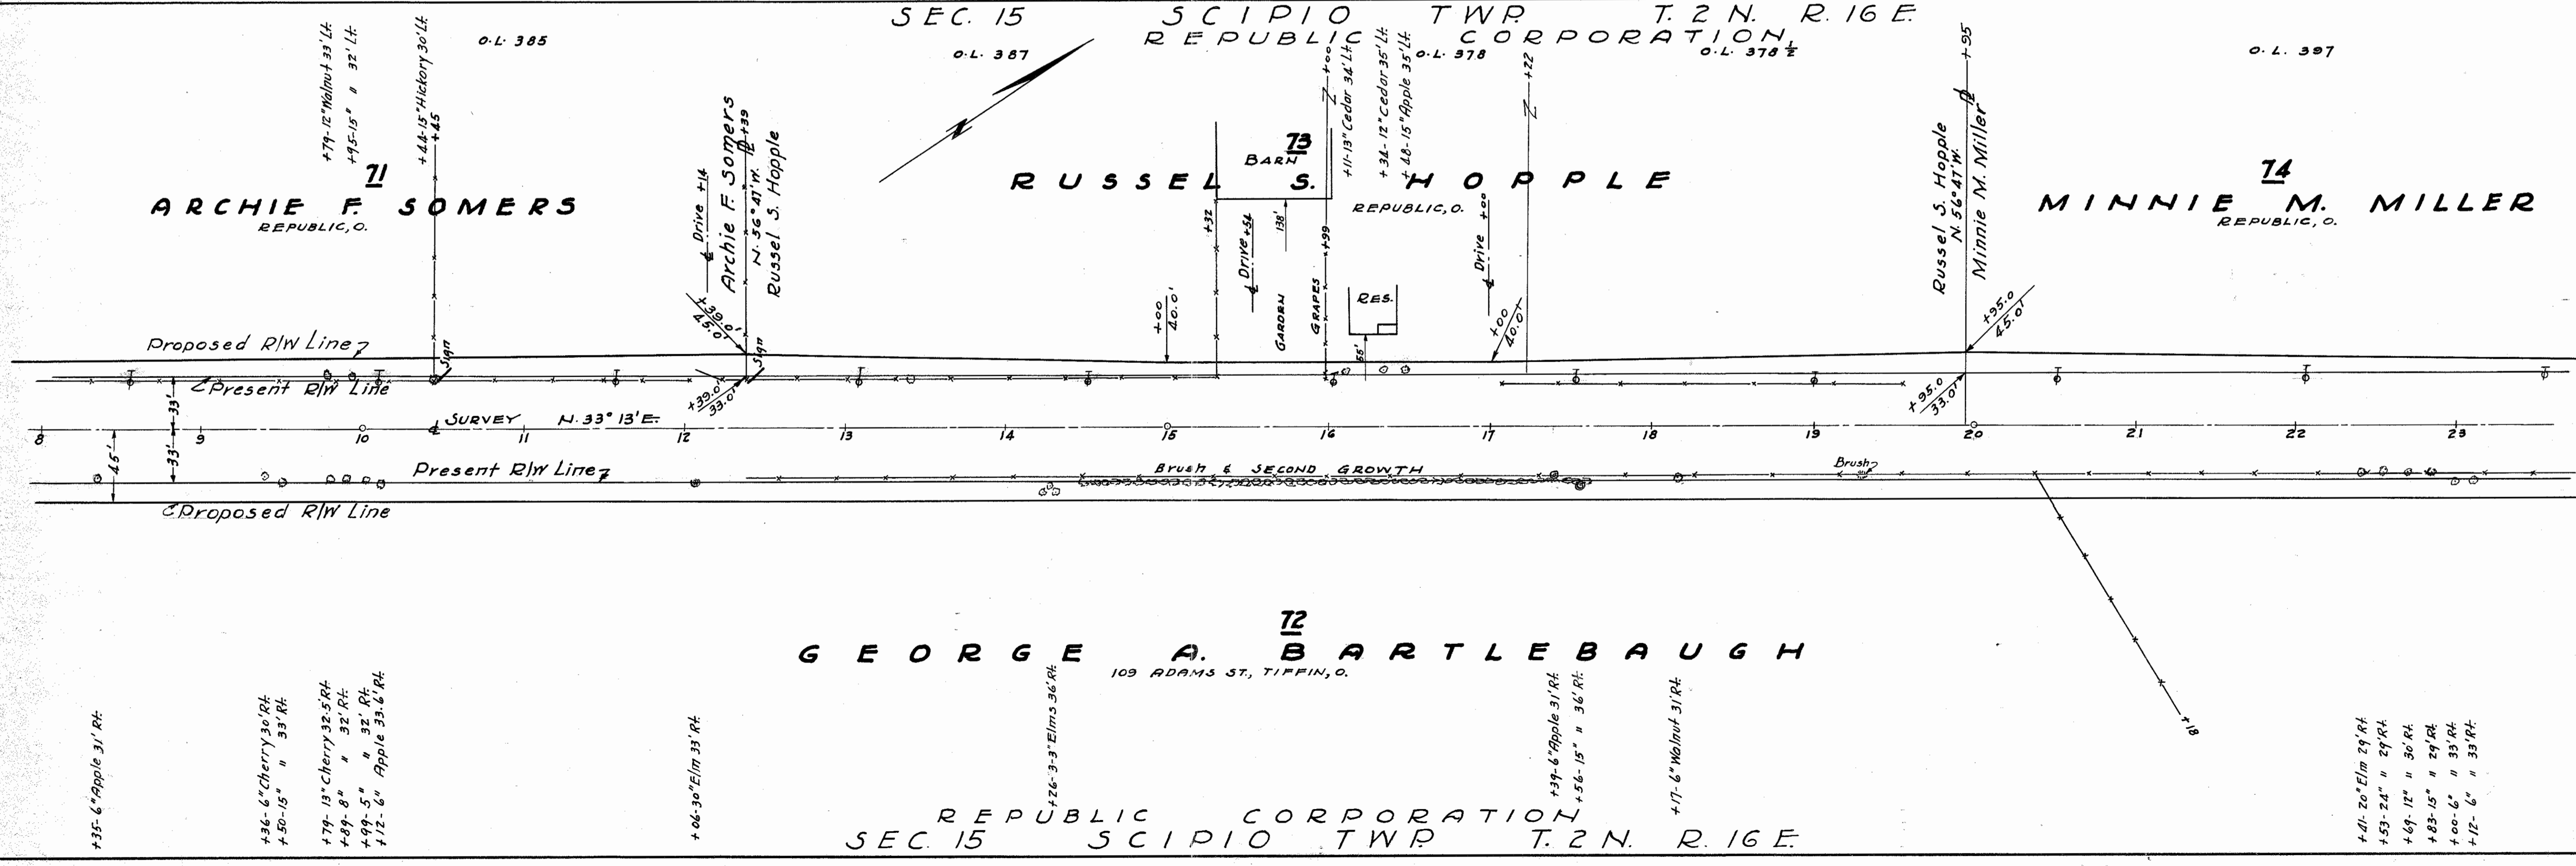 SEC. 15 SCIPIO TWP. T. 2 N. R. 16 E.
REPUBLIC CORPORATION
O.L. 385
O.L. 387
O.L. 378
O.L. 378 ½
O.L. 397
+79-12" Walnut 33' Lt.
+95-15" " 32' Lt.
+44-15" Hickory 30' Lt.
+45
71
ARCHIE F. SOMERS
REPUBLIC, O.
℄ Drive +14
Archie F. Somers
N. 56° 47' W. ⅊ +39
Russel S. Hopple
N
73
BARN
RUSSEL S. HOPPLE
REPUBLIC, O.
+00
+11-13" Cedar 34' Lt.
+34-12" Cedar 35' Lt.
+48-15" Apple 35' Lt.
+22
+32
℄ Drive +54
138'
+99
GARDEN
GRAPES
RES.
55'
℄ Drive +00
+00
40.0'
+00
40.0'
+95
Russel S. Hopple
N. 56° 47' W.
Minnie M. Miller
74
MINNIE M. MILLER
REPUBLIC, O.
+39.0'
45.0'
+95.0
45.0'
Proposed R/W Line
Sign
Sign
Present R/W Line
+39.0'
33.0'
+95.0
33.0'
33'
℄ SURVEY N. 33° 13' E.
8 9 10 11 12 13 14 15 16 17 18 19 20 21 22 23
45'
33'
Present R/W Line
Brush & SECOND GROWTH
Brush
Proposed R/W Line
72
GEORGE A. BARTLEBAUGH
109 ADAMS ST., TIFFIN, O.
+18
+35-6" Apple 31' Rt.
+36-6" Cherry 30' Rt.
+50-15" " 33' Rt.
+79-13" Cherry 32.5' Rt.
+89-8" " 32' Rt.
+99-5" " 32' Rt.
+12-6" Apple 33.6' Rt.
+06-30" Elm 33' Rt.
+26-3-3" Elms 36' Rt.
+39-6" Apple 31' Rt.
+56-15" " 36' Rt.
+17-6" Walnut 31' Rt.
+41-20" Elm 29' Rt.
+53-24" " 29' Rt.
+69-12" " 30' Rt.
+83-15" " 29' Rt.
+00-6" " 33' Rt.
+12-6" " 33' Rt.
REPUBLIC CORPORATION
SEC. 15 SCIPIO TWP. T. 2 N. R. 16 E.